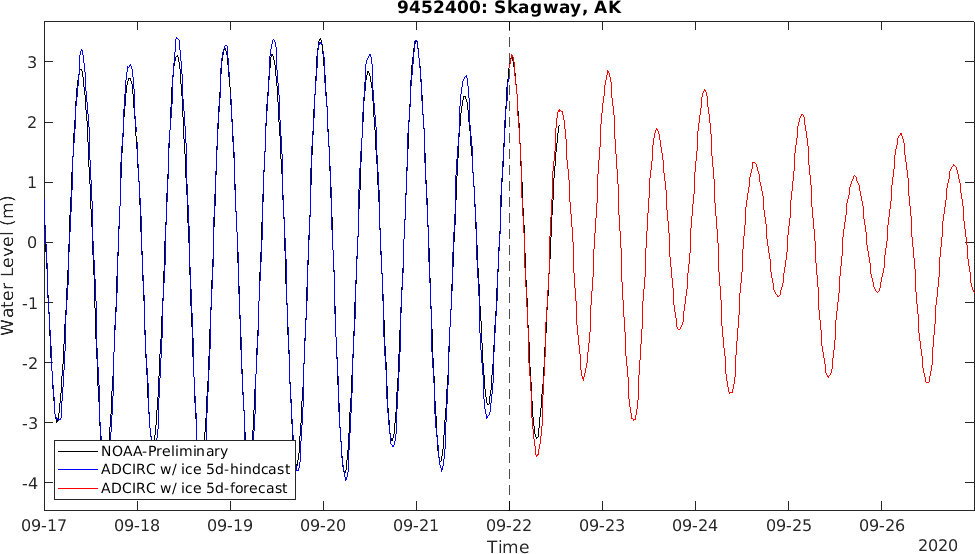 9452400: Skagway, AK
Water Level (m)
3
2
1
0
-1
-2
-3
-4
NOAA-Preliminary
ADCIRC w/ ice 5d-hindcast
ADCIRC w/ ice 5d-forecast
09-17 09-18 09-19 09-20 09-21 09-22 09-23 09-24 09-25 09-26
Time
2020